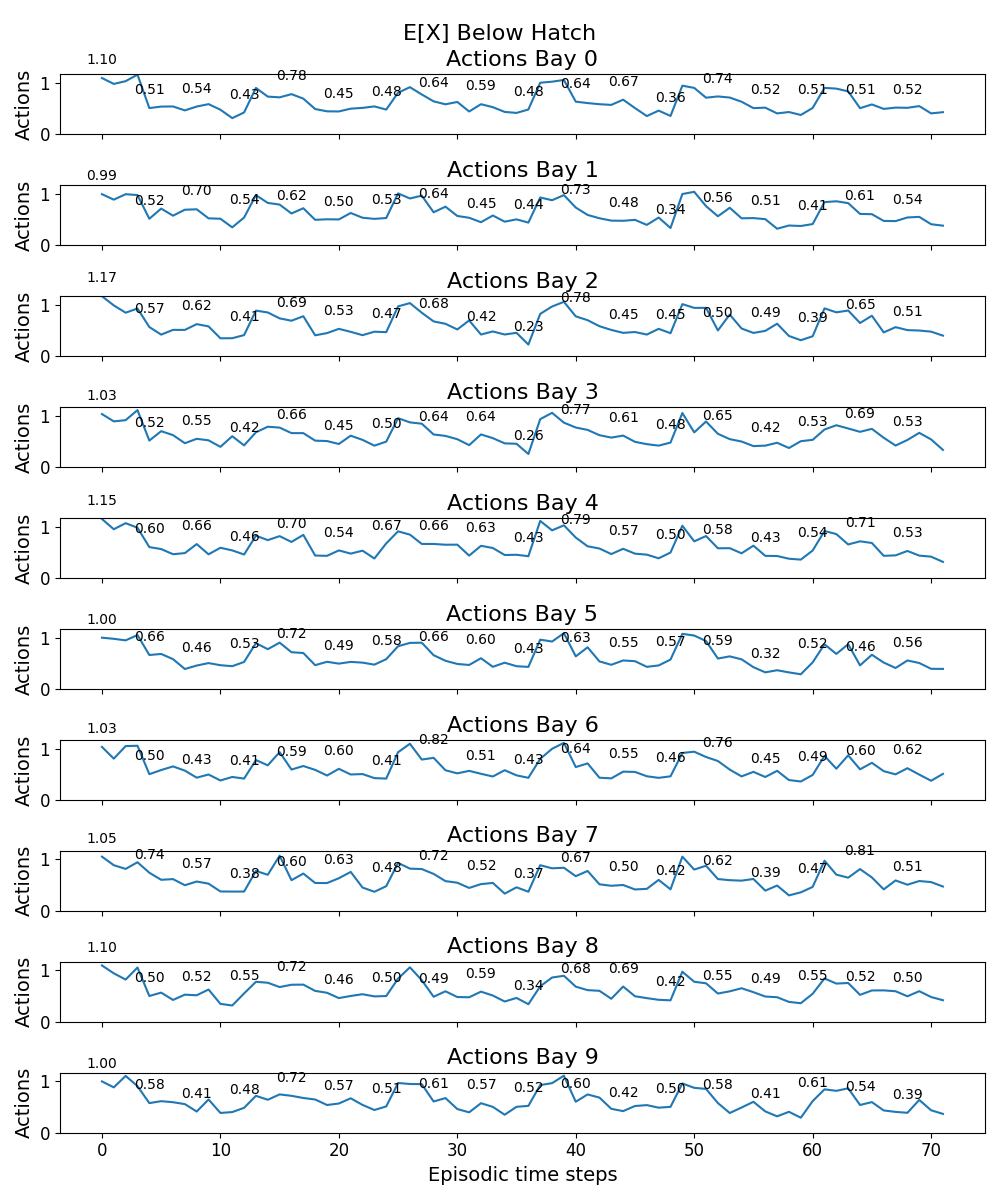 E[X] Below Hatch
Actions Bay 0
1.10 0.51 0.54 0.43 0.78 0.45 0.48 0.64 0.59 0.48 0.64 0.67 0.36 0.74 0.52 0.51 0.51 0.52
1
0
Actions
Actions Bay 1
0.99 0.52 0.70 0.54 0.62 0.50 0.53 0.64 0.45 0.44 0.73 0.48 0.34 0.56 0.51 0.41 0.61 0.54
1
0
Actions
Actions Bay 2
1.17 0.57 0.62 0.41 0.69 0.53 0.47 0.68 0.42 0.23 0.78 0.45 0.45 0.50 0.49 0.39 0.65 0.51
1
0
Actions
Actions Bay 3
1.03 0.52 0.55 0.42 0.66 0.45 0.50 0.64 0.64 0.26 0.77 0.61 0.48 0.65 0.42 0.53 0.69 0.53
1
0
Actions
Actions Bay 4
1.15 0.60 0.66 0.46 0.70 0.54 0.67 0.66 0.63 0.43 0.79 0.57 0.50 0.58 0.43 0.54 0.71 0.53
1
0
Actions
Actions Bay 5
1.00 0.66 0.46 0.53 0.72 0.49 0.58 0.66 0.60 0.43 0.63 0.55 0.57 0.59 0.32 0.52 0.46 0.56
1
0
Actions
Actions Bay 6
1.03 0.50 0.43 0.41 0.59 0.60 0.41 0.82 0.51 0.43 0.64 0.55 0.46 0.76 0.45 0.49 0.60 0.62
1
0
Actions
Actions Bay 7
1.05 0.74 0.57 0.38 0.60 0.63 0.48 0.72 0.52 0.37 0.67 0.50 0.42 0.62 0.39 0.47 0.81 0.51
1
0
Actions
Actions Bay 8
1.10 0.50 0.52 0.55 0.72 0.46 0.50 0.49 0.59 0.34 0.68 0.69 0.42 0.55 0.49 0.55 0.52 0.50
1
0
Actions
Actions Bay 9
1.00 0.58 0.41 0.48 0.72 0.57 0.51 0.61 0.57 0.52 0.60 0.42 0.50 0.58 0.41 0.61 0.54 0.39
1
0
Actions
0 10 20 30 40 50 60 70
Episodic time steps